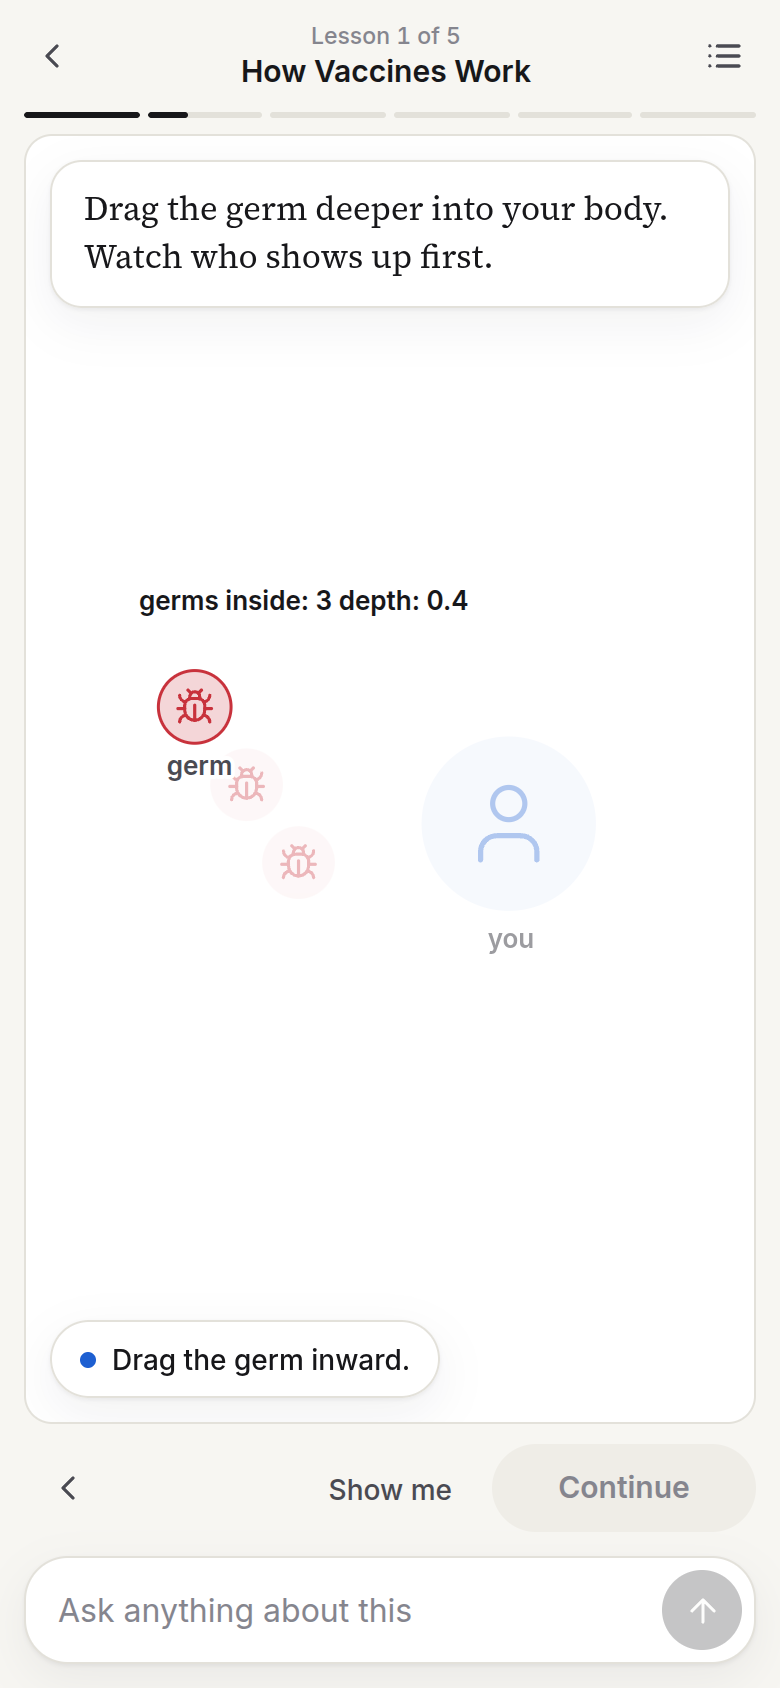 Lesson 1 of 5
How Vaccines Work
Drag the germ deeper into your body.
Watch who shows up first.
germs inside: 3 depth: 0.4
germ
you
Drag the germ inward.
Show me
Continue
Ask anything about this